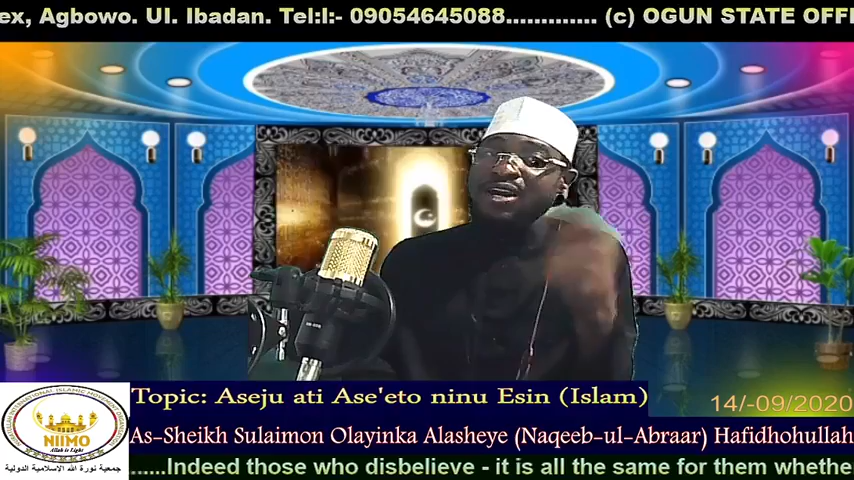 ex, Agbowo. UI. Ibadan. Tel:I:- 09054645088............. (c) OGUN STATE OFFI
Topic: Aseju ati Ase'eto ninu Esin (Islam)
14/-09/2020
NIIMO
Allah is Light
جمعية نورة الله الإسلامية الدولية
As-Sheikh Sulaimon Olayinka Alasheye (Naqeeb-ul-Abraar) Hafidhohullah
......Indeed those who disbelieve - it is all the same for them whethe